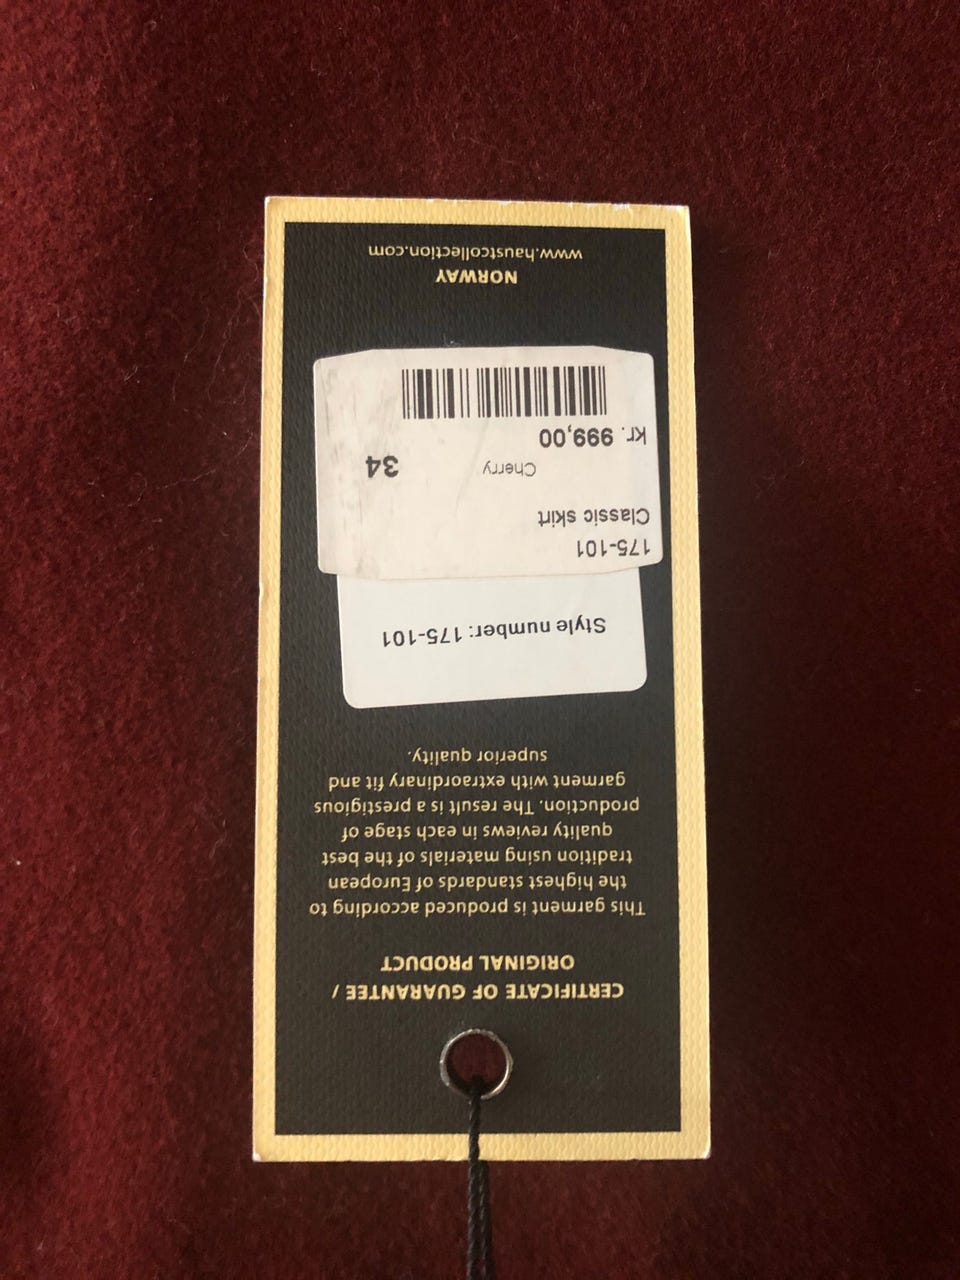 CERTIFICATE OF GUARANTEE /
ORIGINAL PRODUCT
This garment is produced according to
the highest standards of European
tradition using materials of the best
quality reviews in each stage of
production. The result is a prestigious
garment with extraordinary fit and
superior quality.
Style number: 175-101
175-101
Classic skirt
Cherry 34
Kr. 999,00
NORWAY
www.haustcollection.com